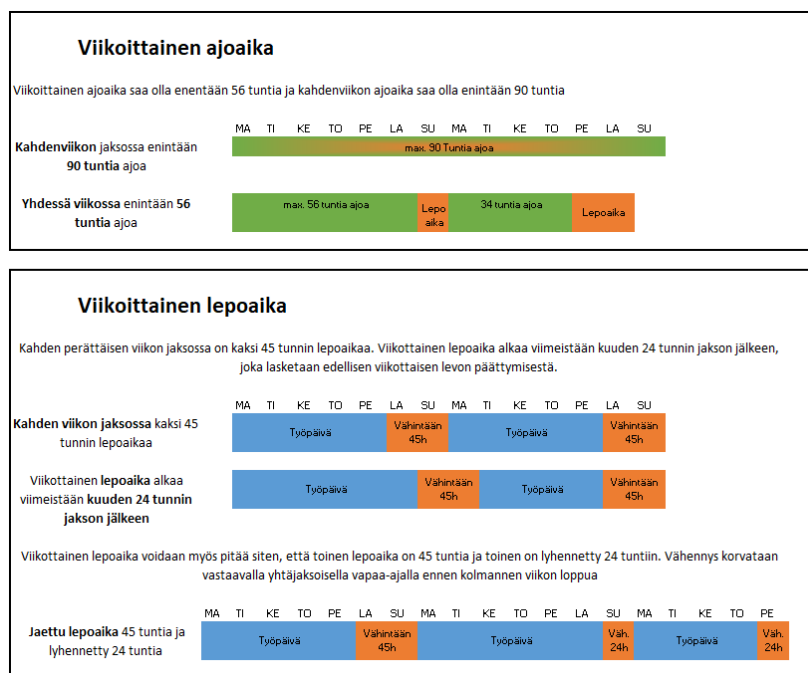 Viikoittainen ajoaika
Viikoittainen ajoaika saa olla enentään 56 tuntia ja kahdenviikon ajoaika saa olla enintään 90 tuntia
MA TI KE TO PE LA SU MA TI KE TO PE LA SU
Kahdenviikon jaksossa enintään
90 tuntia ajoa
max. 90 Tuntia ajoa
Yhdessä viikossa enintään 56
tuntia ajoa
max. 56 tuntia ajoa
Lepo
aika
34 tuntia ajoa
Lepoaika
Viikoittainen lepoaika
Kahden perättäisen viikon jaksossa on kaksi 45 tunnin lepoaikaa. Viikoittainen lepoaika alkaa viimeistään kuuden 24 tunnin jakson jälkeen,
joka lasketaan edellisen viikottaisen levon päättymisestä.
MA TI KE TO PE LA SU MA TI KE TO PE LA SU
Kahden viikon jaksossa kaksi 45
tunnin lepoaikaa
Työpäivä
Vähintään
45h
Työpäivä
Vähintään
45h
Viikottainen lepoaika alkaa
viimeistään kuuden 24 tunnin
jakson jälkeen
Työpäivä
Vähintään
45h
Työpäivä
Vähintään
45h
Viikottainen lepoaika voidaan myös pitää siten, että toinen lepoaika on 45 tuntia ja toinen on lyhennetty 24 tuntiin. Vähennys korvataan
vastaavalla yhtäjaksoisella vapaa-ajalla ennen kolmannen viikon loppua
MA TI KE TO PE LA SU MA TI KE TO PE LA SU MA TI KE TO PE
Jaettu lepoaika 45 tuntia ja
lyhennetty 24 tuntia
Työpäivä
Vähintään
45h
Työpäivä
Väh.
24h
Työpäivä
Väh.
24h